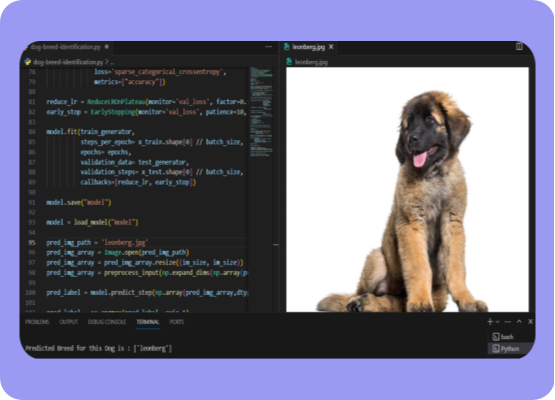 dog-breed-identification.py
leonberg.jpg
dog-breed-identification.py > ...
leonberg.jpg
78 loss='sparse_categorical_crossentropy',
79 metrics=["accuracy"])
80
81 reduce_lr = ReduceLROnPlateau(monitor='val_loss', factor=0.
82 early_stop = EarlyStopping(monitor='val_loss', patience=10,
83
84 model.fit(train_generator,
85 steps_per_epoch= x_train.shape[0] // batch_size,
86 epochs= epochs,
87 validation_data= test_generator,
88 validation_steps= x_test.shape[0] // batch_size,
89 callbacks=[reduce_lr, early_stop])
90
91 model.save("model")
92
93 model = load_model("model")
94
95 pred_img_path = 'leonberg.jpg'
96 pred_img_array = Image.open(pred_img_path)
97 pred_img_array = pred_img_array.resize((im_size, im_size))
98 pred_img_array = preprocess_input(np.expand_dims(np.array(p
99
100 pred_label = model.predict_step(np.array(pred_img_array,dty
101
PROBLEMS OUTPUT DEBUG CONSOLE TERMINAL PORTS
Predicted Breed for this Dog is : ['leonberg']
bash
Python